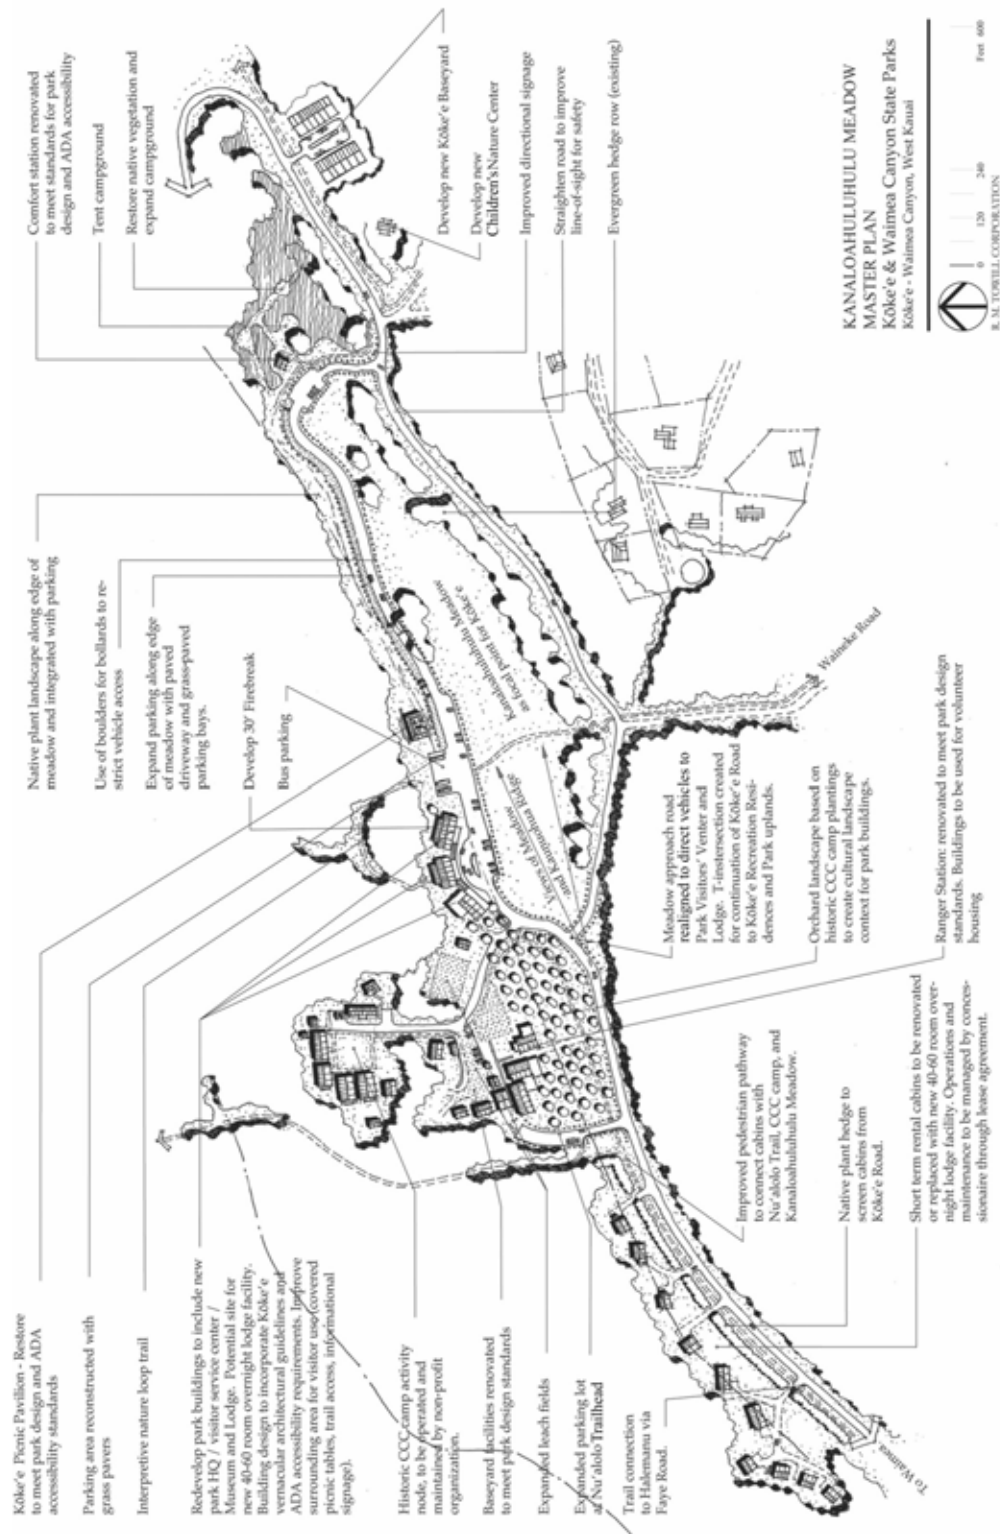 Kōke'e Picnic Pavilion - Restore
to meet park design and ADA
accessibility standards
Parking area reconstructed with
grass pavers
Interpretive nature loop trail
Redevelop park buildings to include new
park HQ / visitor service center /
Museum and Lodge. Potential site for
new 40-60 room overnight lodge facility.
Building design to incorporate Kōke'e
vernacular architectural guidelines and
ADA accessibility requirements. Improve
surrounding area for visitor use (covered
picnic tables, trail access, informational
signage).
Historic CCC camp activity
node, to be operated and
maintained by non-profit
organization.
Baseyard facilities renovated
to meet park design standards
Expanded leach fields
Expanded parking lot
at Nu'alolo Trailhead
Trail connection
to Halemanu via
Faye Road.
Native plant landscape along edge of
meadow and integrated with parking
Use of boulders for bollards to re-
strict vehicle access
Expand parking along edge
of meadow with paved
driveway and grass-paved
parking bays.
Develop 30' Firebreak
Bus parking
Comfort station renovated
to meet standards for park
design and ADA accessibility
Tent campground
Restore native vegetation and
expand campground
Develop new Kōke'e Baseyard
Develop new
Children's Nature Center
Improved directional signage
Straighten road to improve
line-of-sight for safety
Evergreen hedge row (existing)
Kanaloahuluhulu Meadow
as focal point for Kōke'e
Views of Meadow
and Kaunuohua Ridge
Waineke Road
To Waimea
Meadow approach road
realigned to direct vehicles to
Park Visitors' Venter and
Lodge. T-instersection created
for continuation of Kōke'e Road
to Kōke'e Recreation Resi-
dences and Park uplands.
Orchard landscape based on
historic CCC camp plantings
to create cultural landscape
context for park buildings.
Ranger Station: renovated to meet park design
standards. Buildings to be used for volunteer
housing
Improved pedestrian pathway
to connect cabins with
Nu'alolo Trail, CCC camp, and
Kanaloahuluhulu Meadow.
Native plant hedge to
screen cabins from
Kōke'e Road.
Short term rental cabins to be renovated
or replaced with new 40-60 room over-
night lodge facility. Operations and
maintenance to be managed by conces-
sionaire through lease agreement.
KANALOAHULUHULU MEADOW
MASTER PLAN
Kōke'e & Waimea Canyon State Parks
Kōke'e - Waimea Canyon, West Kauai
0 120 240 Feet 600
R. M. TOWILL CORPORATION